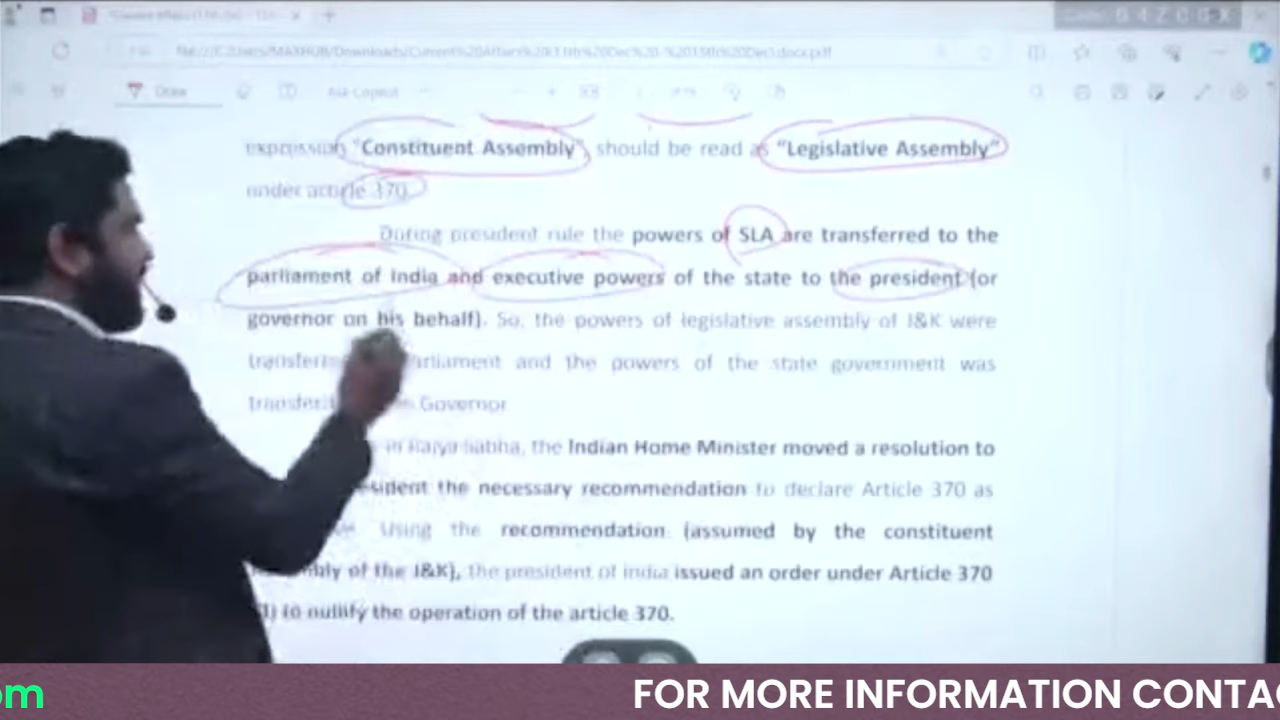 Draw
Ask Copilot
expression "Constituent Assembly", should be read as "Legislative Assembly"
under article 370.
During president rule the powers of SLA are transferred to the
parliament of India and executive powers of the state to the president (or
governor on his behalf). So, the powers of legislative assembly of J&K were
and the powers of the state government was
Governor
in Rajya Sabha, the Indian Home Minister moved a resolution to
the necessary recommendation to declare Article 370 as
Using the recommendation (assumed by the constituent
of the J&K), the president of India issued an order under Article 370
to nullify the operation of the article 370.
om FOR MORE INFORMATION CONTAC